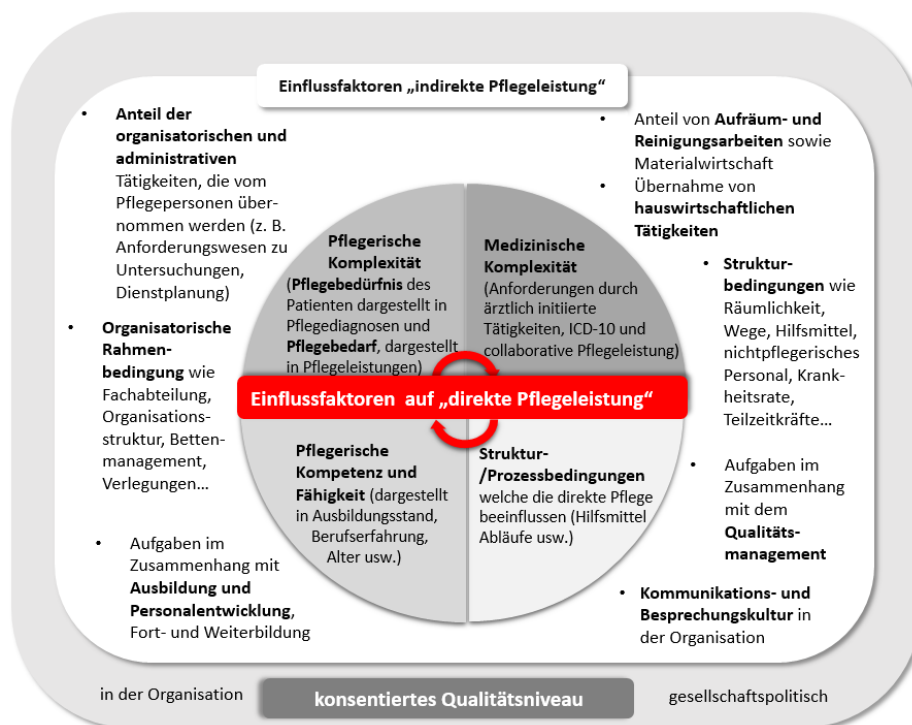 Einflussfaktoren „indirekte Pflegeleistung“
• Anteil der
organisatorischen und
administrativen
Tätigkeiten, die vom
Pflegepersonen über-
nommen werden (z. B.
Anforderungswesen zu
Untersuchungen,
Dienstplanung)
• Organisatorische
Rahmen-
bedingung wie
Fachabteilung,
Organisations-
struktur, Betten-
management,
Verlegungen…
• Aufgaben im
Zusammenhang mit
Ausbildung und
Personalentwicklung,
Fort- und Weiterbildung
Pflegerische
Komplexität
(Pflegebedürfnis des
Patienten dargestellt in
Pflegediagnosen und
Pflegebedarf, dargestellt
in Pflegeleistungen)
Medizinische
Komplexität
(Anforderungen durch
ärztlich initiierte
Tätigkeiten, ICD-10 und
collaborative Pflegeleistung)
Einflussfaktoren auf „direkte Pflegeleistung“
Pflegerische
Kompetenz und
Fähigkeit (dargestellt
in Ausbildungsstand,
Berufserfahrung,
Alter usw.)
Struktur-
/Prozessbedingungen
welche die direkte Pflege
beeinflussen (Hilfsmittel
Abläufe usw.)
• Anteil von Aufräum- und
Reinigungsarbeiten sowie
Materialwirtschaft
• Übernahme von
hauswirtschaftlichen
Tätigkeiten
• Struktur-
bedingungen wie
Räumlichkeit,
Wege, Hilfsmittel,
nichtpflegerisches
Personal, Krank-
heitsrate,
Teilzeitkräfte…
• Aufgaben im
Zusammenhang
mit dem
Qualitäts-
management
• Kommunikations- und
Besprechungskultur in
der Organisation
in der Organisation
konsentiertes Qualitätsniveau
gesellschaftspolitisch